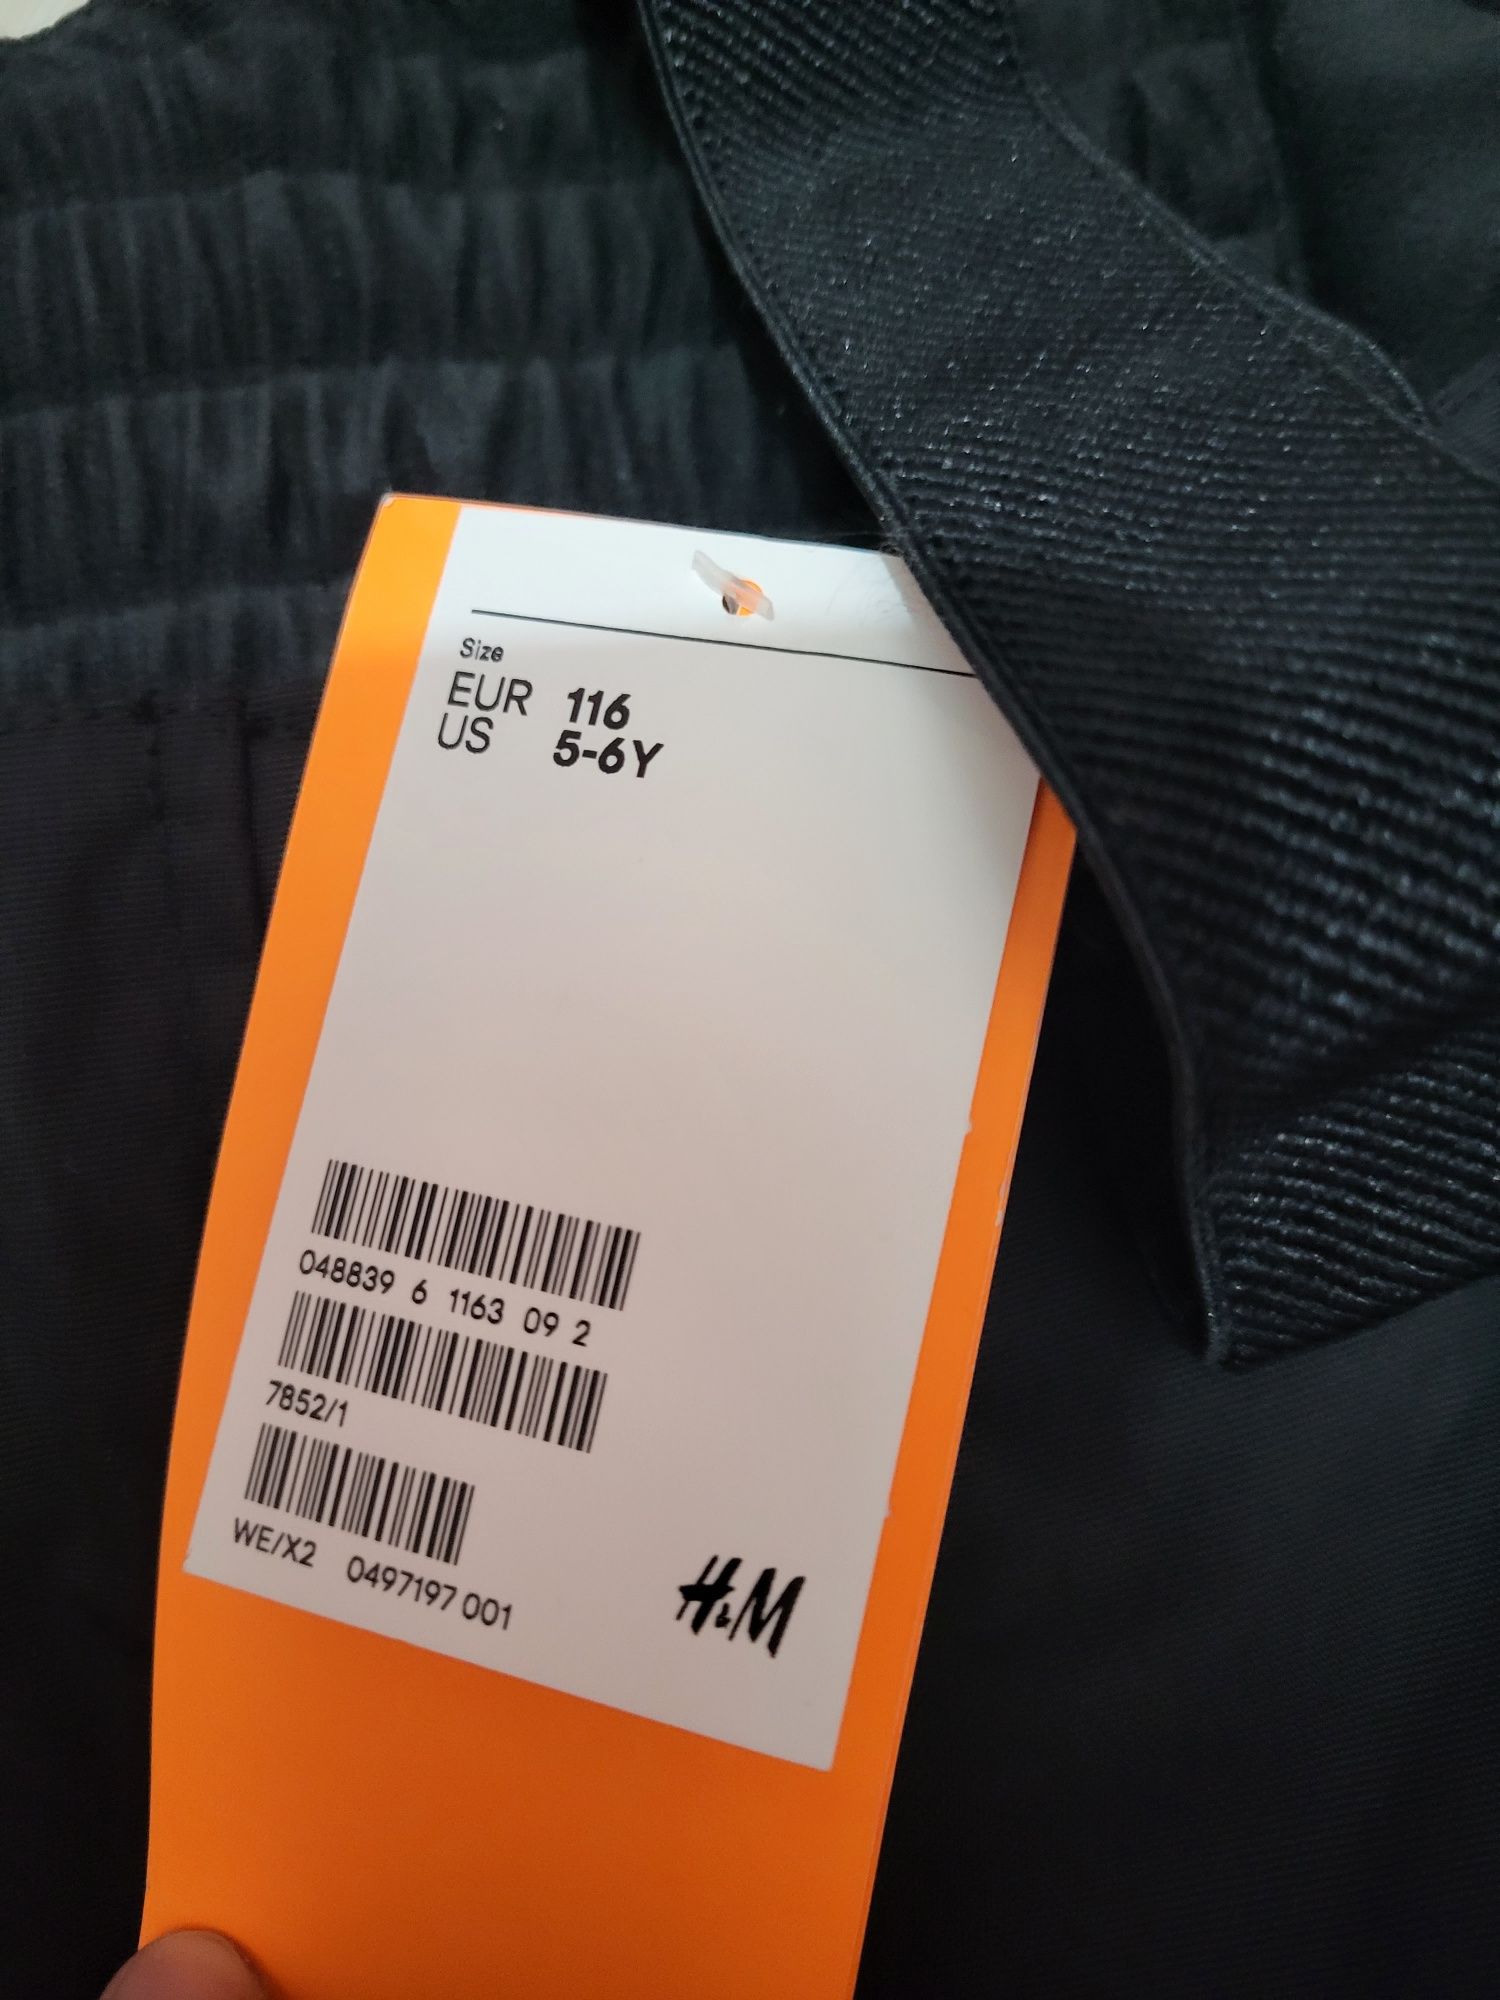 Size
EUR 116
US 5-6Y
048839 6 1163 09 2
7852/1
WE/X2 0497197 001
H&M